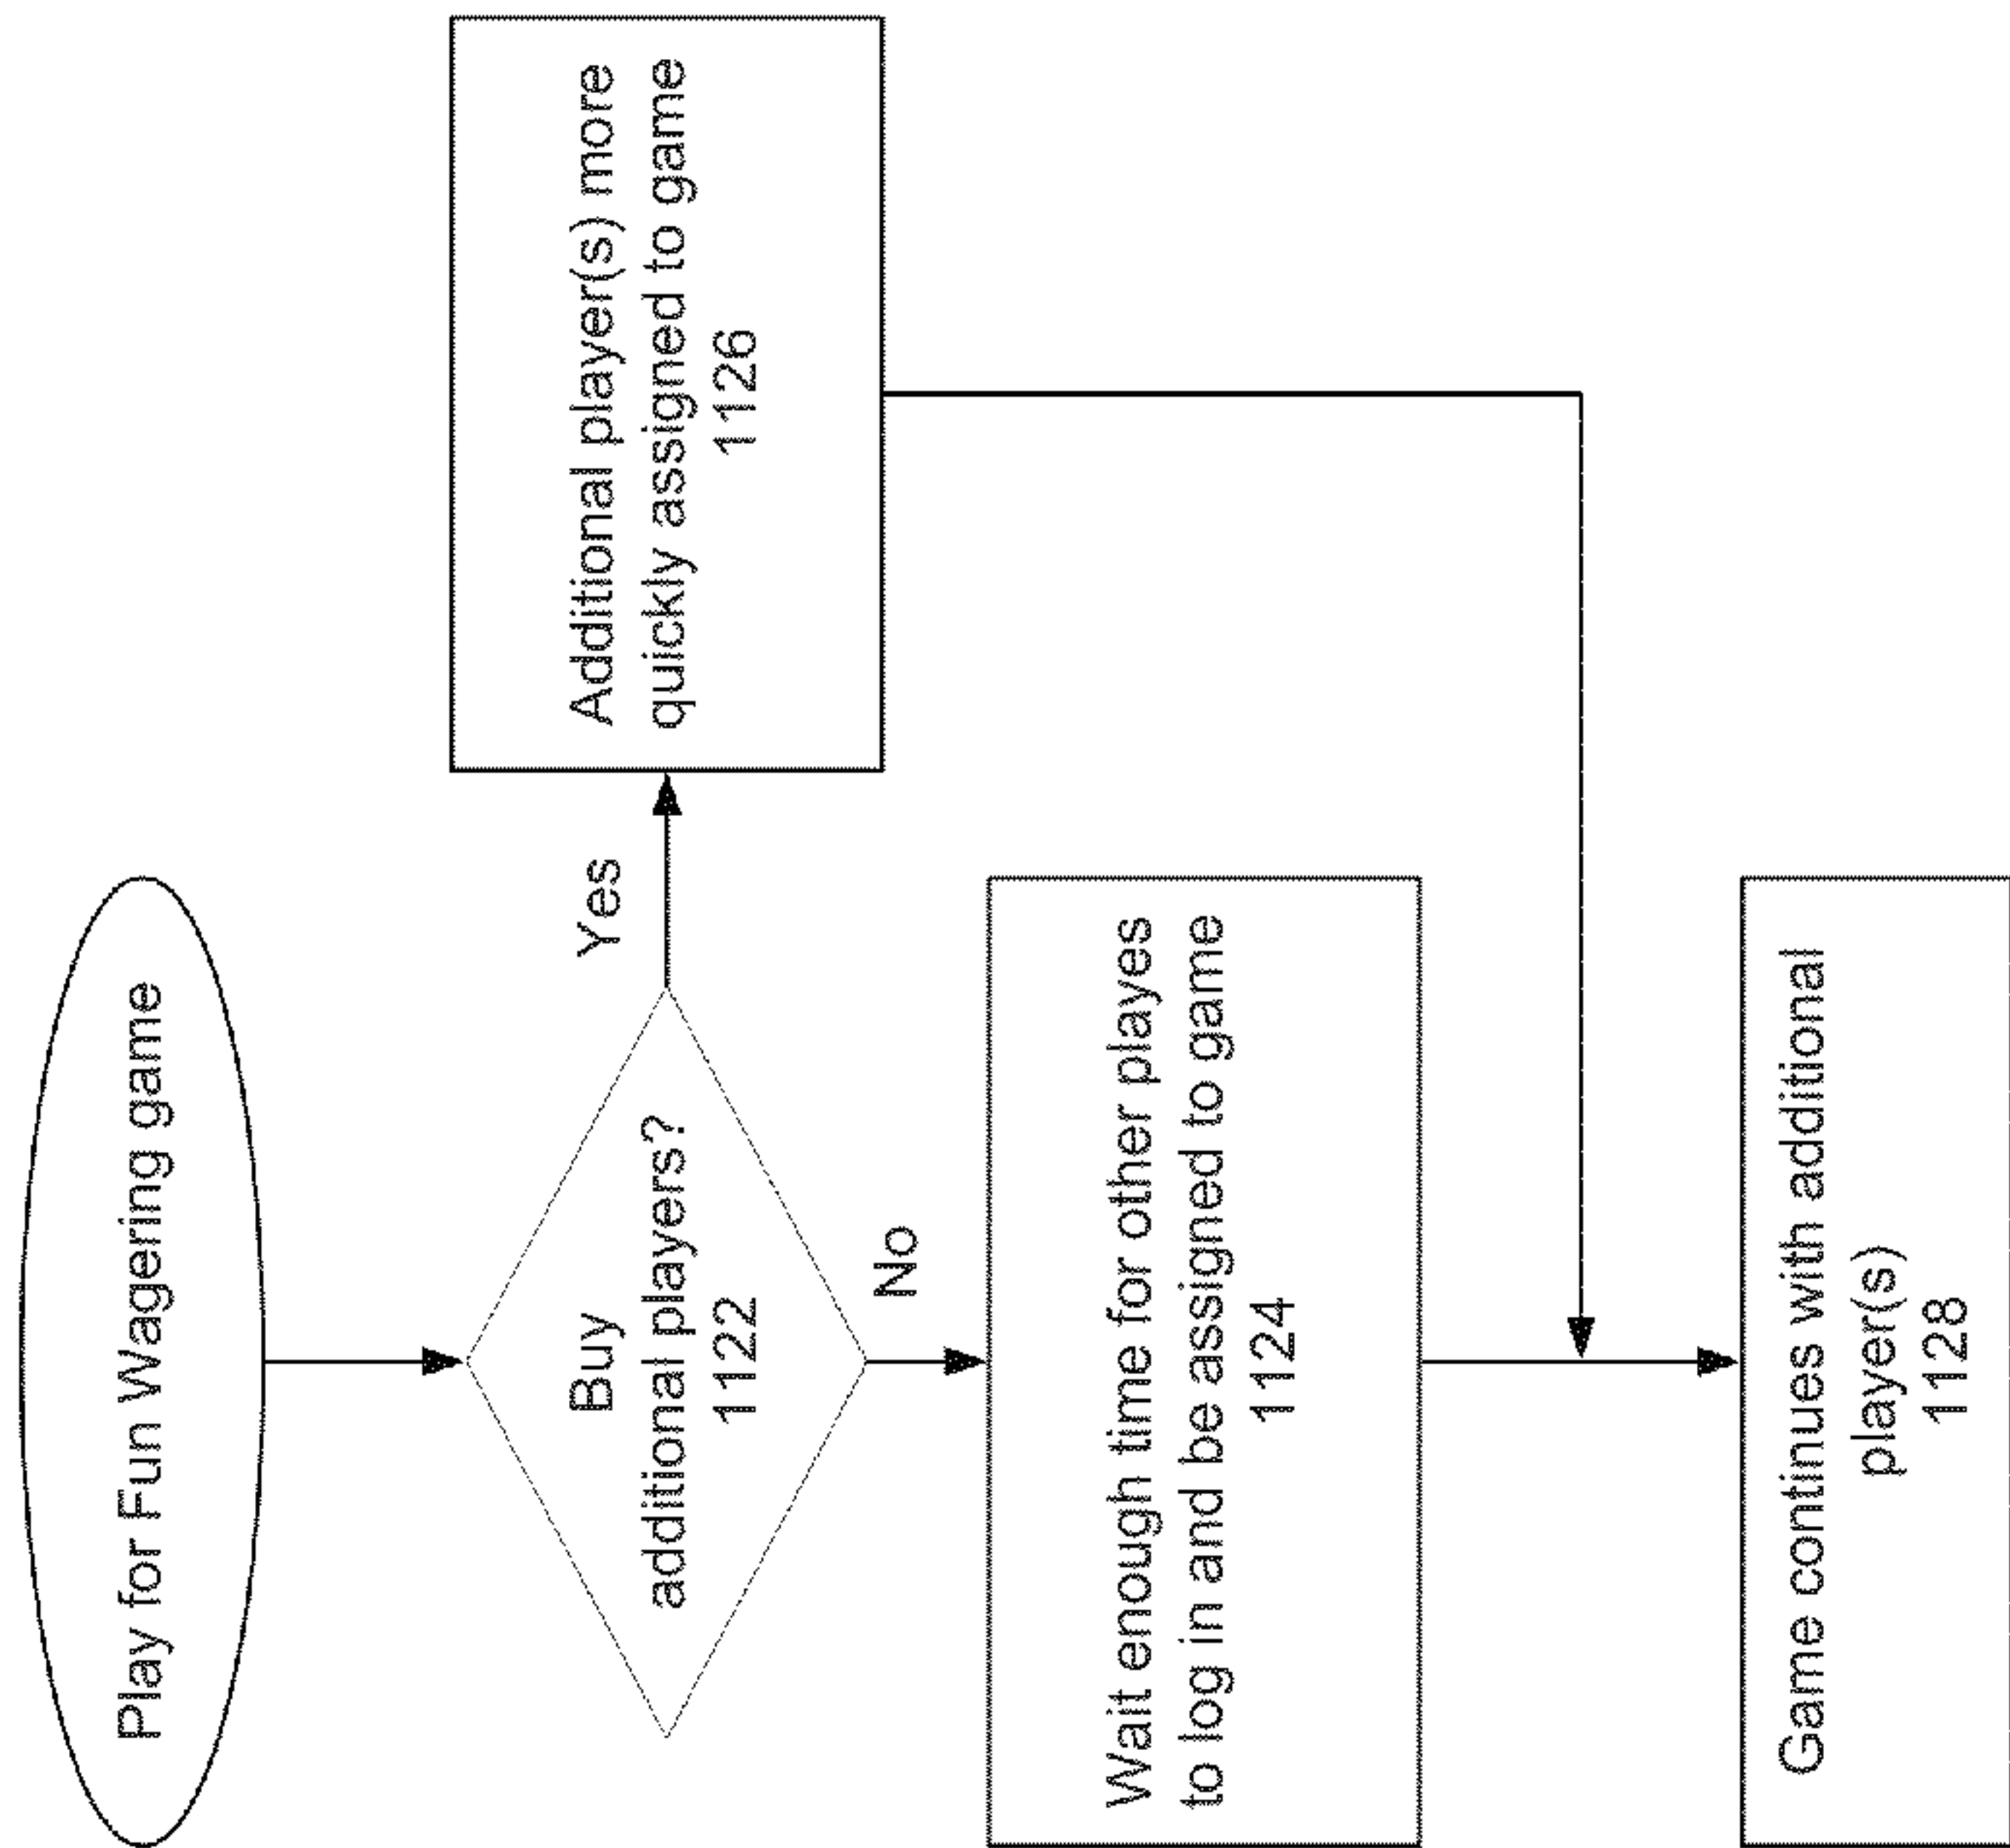 Play for Fun Wagering game
Buy
additional players?
1122
Yes
Additional player(s) more
quickly assigned to game
1126
No
Wait enough time for other playes
to log in and be assigned to game
1124
Game continues with additional
player(s)
1128